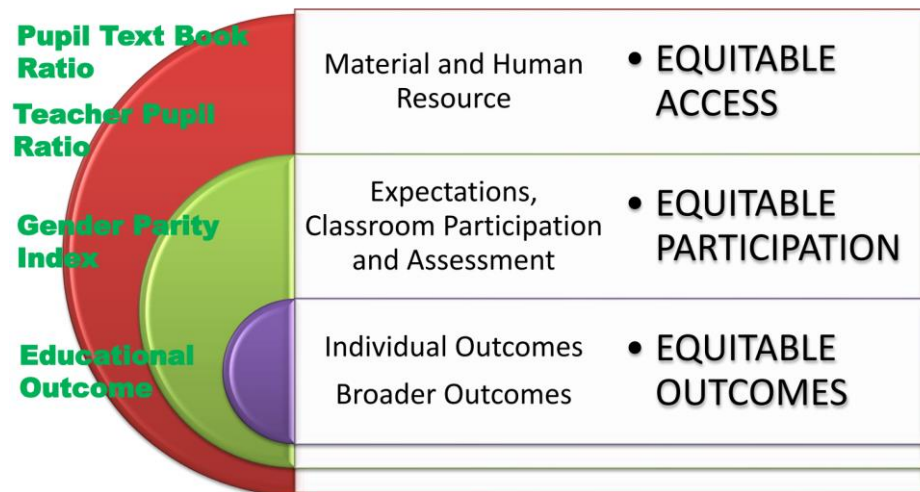 Pupil Text Book
Ratio
Teacher Pupil
Ratio
Gender Parity
Index
Educational
Outcome
Material and Human
Resource
• EQUITABLE
ACCESS
Expectations,
Classroom Participation
and Assessment
• EQUITABLE
PARTICIPATION
Individual Outcomes
Broader Outcomes
• EQUITABLE
OUTCOMES